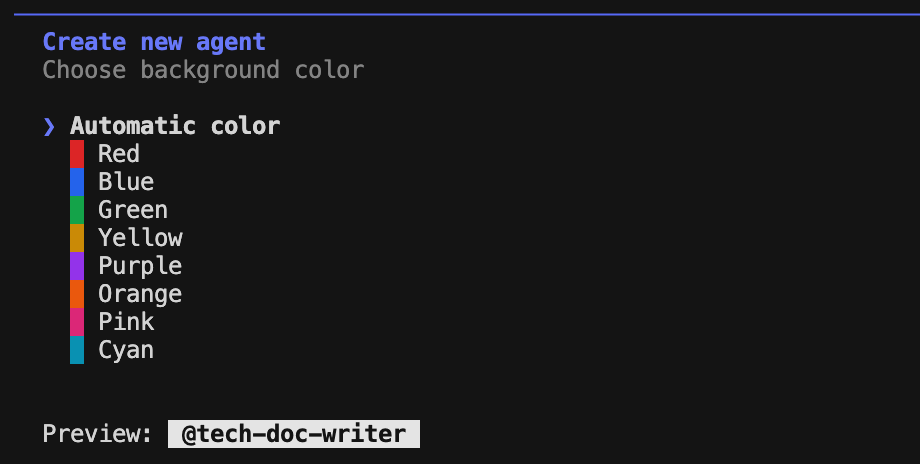 Create new agent
Choose background color
❯ Automatic color
Red
Blue
Green
Yellow
Purple
Orange
Pink
Cyan
Preview: @tech-doc-writer